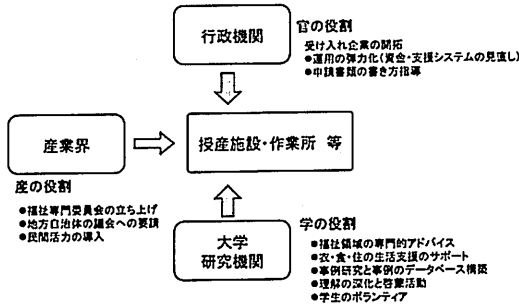 行政機関
官の役割
受け入れ企業の開拓
●運用の弾力化(資金・支援システムの見直し)
●申請書類の書き方指導
産業界
授産施設・作業所 等
産の役割
●福祉専門委員会の立ち上げ
●地方自治体の議会への要請
●民間活力の導入
大学
研究機関
学の役割
●福祉領域の専門的アドバイス
●衣・食・住の生活支援のサポート
●事例研究と事例のデータベース構築
●理解の深化と啓蒙活動
●学生のボランティア